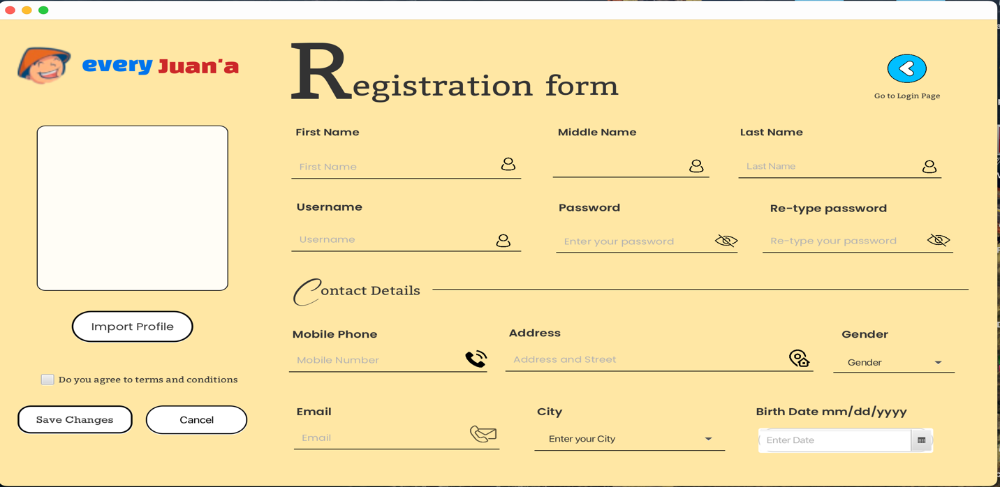 every Juan'a
Registration form
Go to Login Page
First Name
Middle Name
Last Name
First Name
Last Name
Username
Password
Re-type password
Username
Enter your password
Re-type your password
Contact Details
Import Profile
Mobile Phone
Address
Gender
Mobile Number
Address and Street
Gender
Do you agree to terms and conditions
Save Changes
Cancel
Email
City
Birth Date mm/dd/yyyy
Email
Enter your City
Enter Date